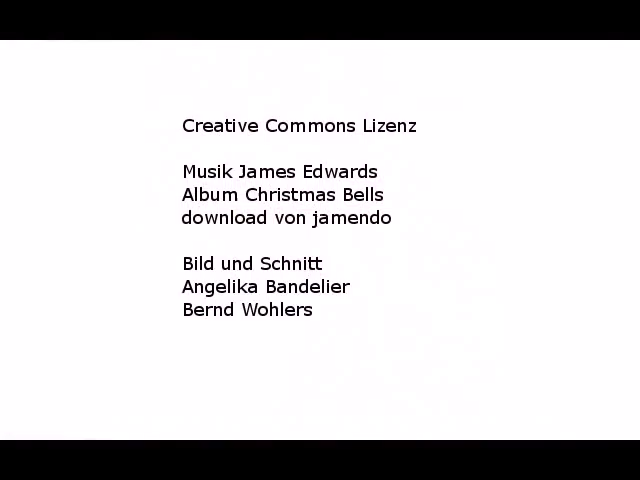 Creative Commons Lizenz
Musik James Edwards
Album Christmas Bells
download von jamendo
Bild und Schnitt
Angelika Bandelier
Bernd Wohlers